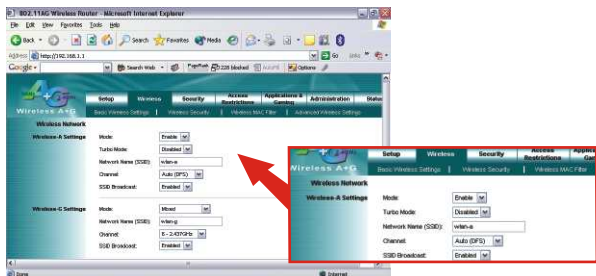 802.11AG Wireless Router - Microsoft Internet Explorer
File Edit View Favorites Tools Help
Back Search Favorites Media
Address http://192.168.1.1 Go Links
Google Search Web 228 blocked Options
A+G
Setup Wireless Security Access Restrictions Applications & Gaming Administration Status
Wireless A+G Basic Wireless Settings | Wireless Security | Wireless MAC Filter | Advanced Wireless Settings
Wireless Network
Wireless-A Settings Mode: Enable
Turbo Mode: Disabled
Network Name (SSID): wlan-a
Channel Auto (DFS)
SSID Broadcast: Enabled
Wireless-G Settings Mode: Mixed
Network Name (SSID): wlan-g
Channel: 6 - 2.437GHz
SSID Broadcast: Enabled
Done Internet
Setup Wireless Security
Wireless A+G Basic Wireless Settings | Wireless Security | Wireless MAC Filter
Wireless Network
Wireless-A Settings Mode: Enable
Turbo Mode: Disabled
Network Name (SSID): wlan-a
Channel Auto (DFS)
SSID Broadcast: Enabled